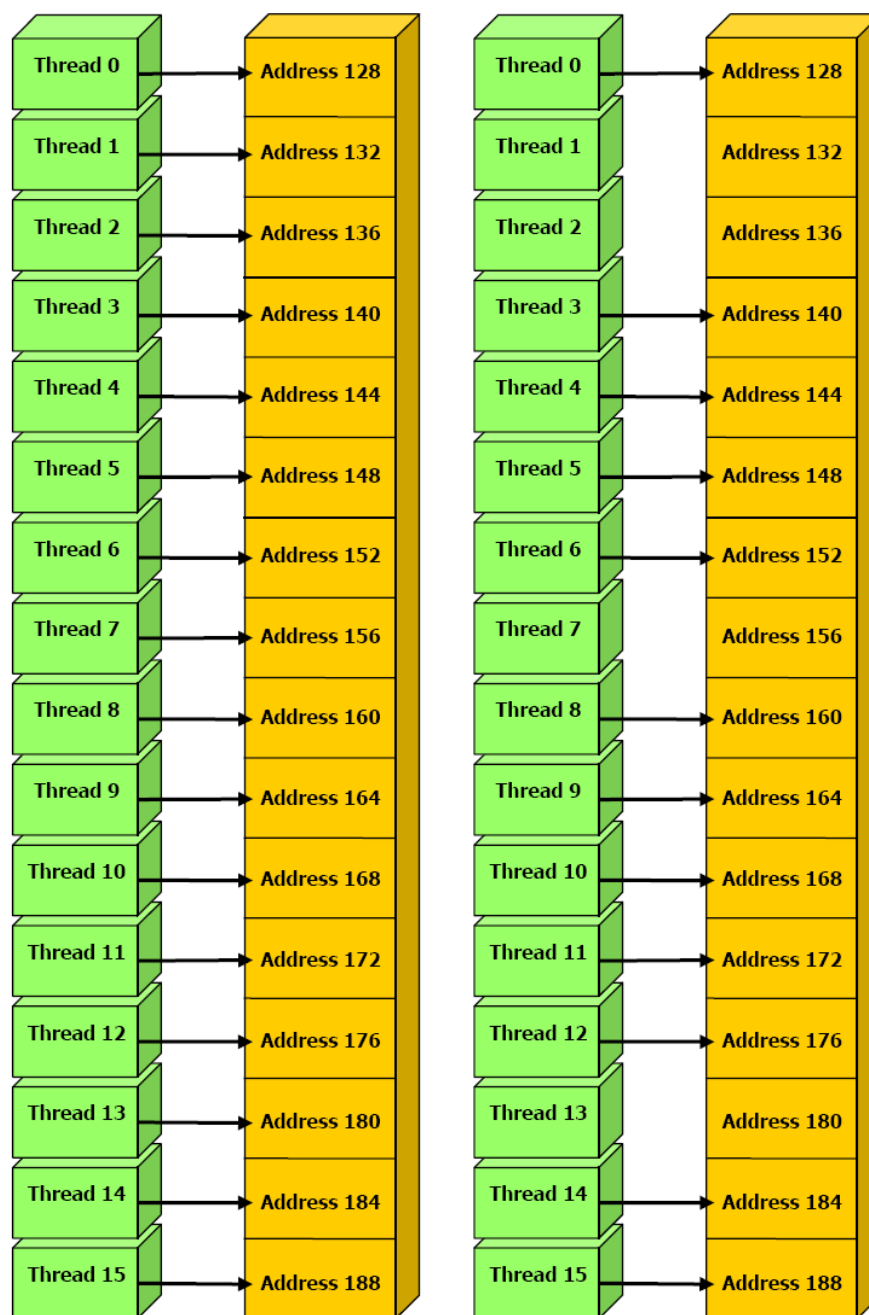 Thread 0
Address 128
Thread 1
Address 132
Thread 2
Address 136
Thread 3
Address 140
Thread 4
Address 144
Thread 5
Address 148
Thread 6
Address 152
Thread 7
Address 156
Thread 8
Address 160
Thread 9
Address 164
Thread 10
Address 168
Thread 11
Address 172
Thread 12
Address 176
Thread 13
Address 180
Thread 14
Address 184
Thread 15
Address 188
Thread 0
Address 128
Thread 1
Address 132
Thread 2
Address 136
Thread 3
Address 140
Thread 4
Address 144
Thread 5
Address 148
Thread 6
Address 152
Thread 7
Address 156
Thread 8
Address 160
Thread 9
Address 164
Thread 10
Address 168
Thread 11
Address 172
Thread 12
Address 176
Thread 13
Address 180
Thread 14
Address 184
Thread 15
Address 188